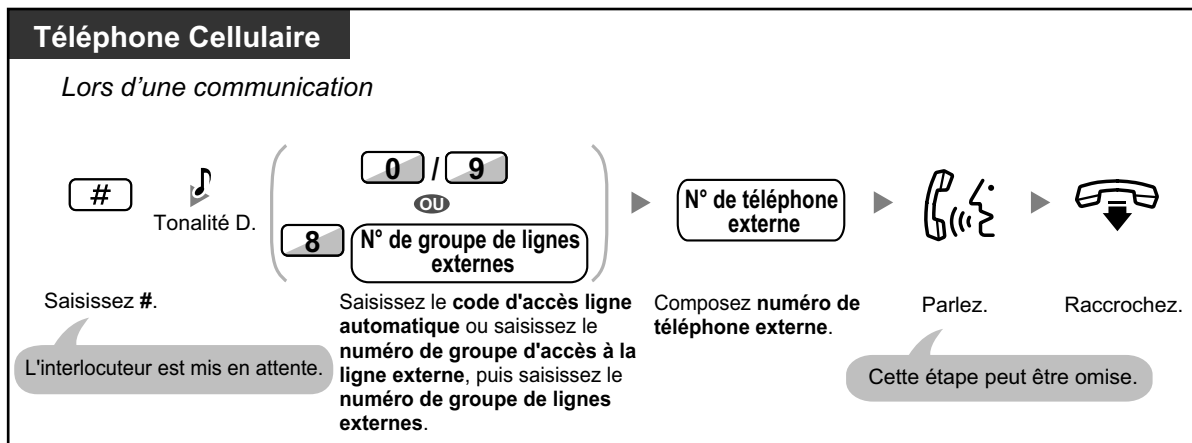 Téléphone Cellulaire
Lors d’une communication
#
Tonalité D.
0 / 9
OU
8 N° de groupe de lignes
externes
N° de téléphone
externe
Saisissez #.
L'interlocuteur est mis en attente.
Saisissez le code d'accès ligne
automatique ou saisissez le
numéro de groupe d'accès à la
ligne externe, puis saisissez le
numéro de groupe de lignes
externes.
Composez numéro de
téléphone externe.
Parlez.
Cette étape peut être omise.
Raccrochez.